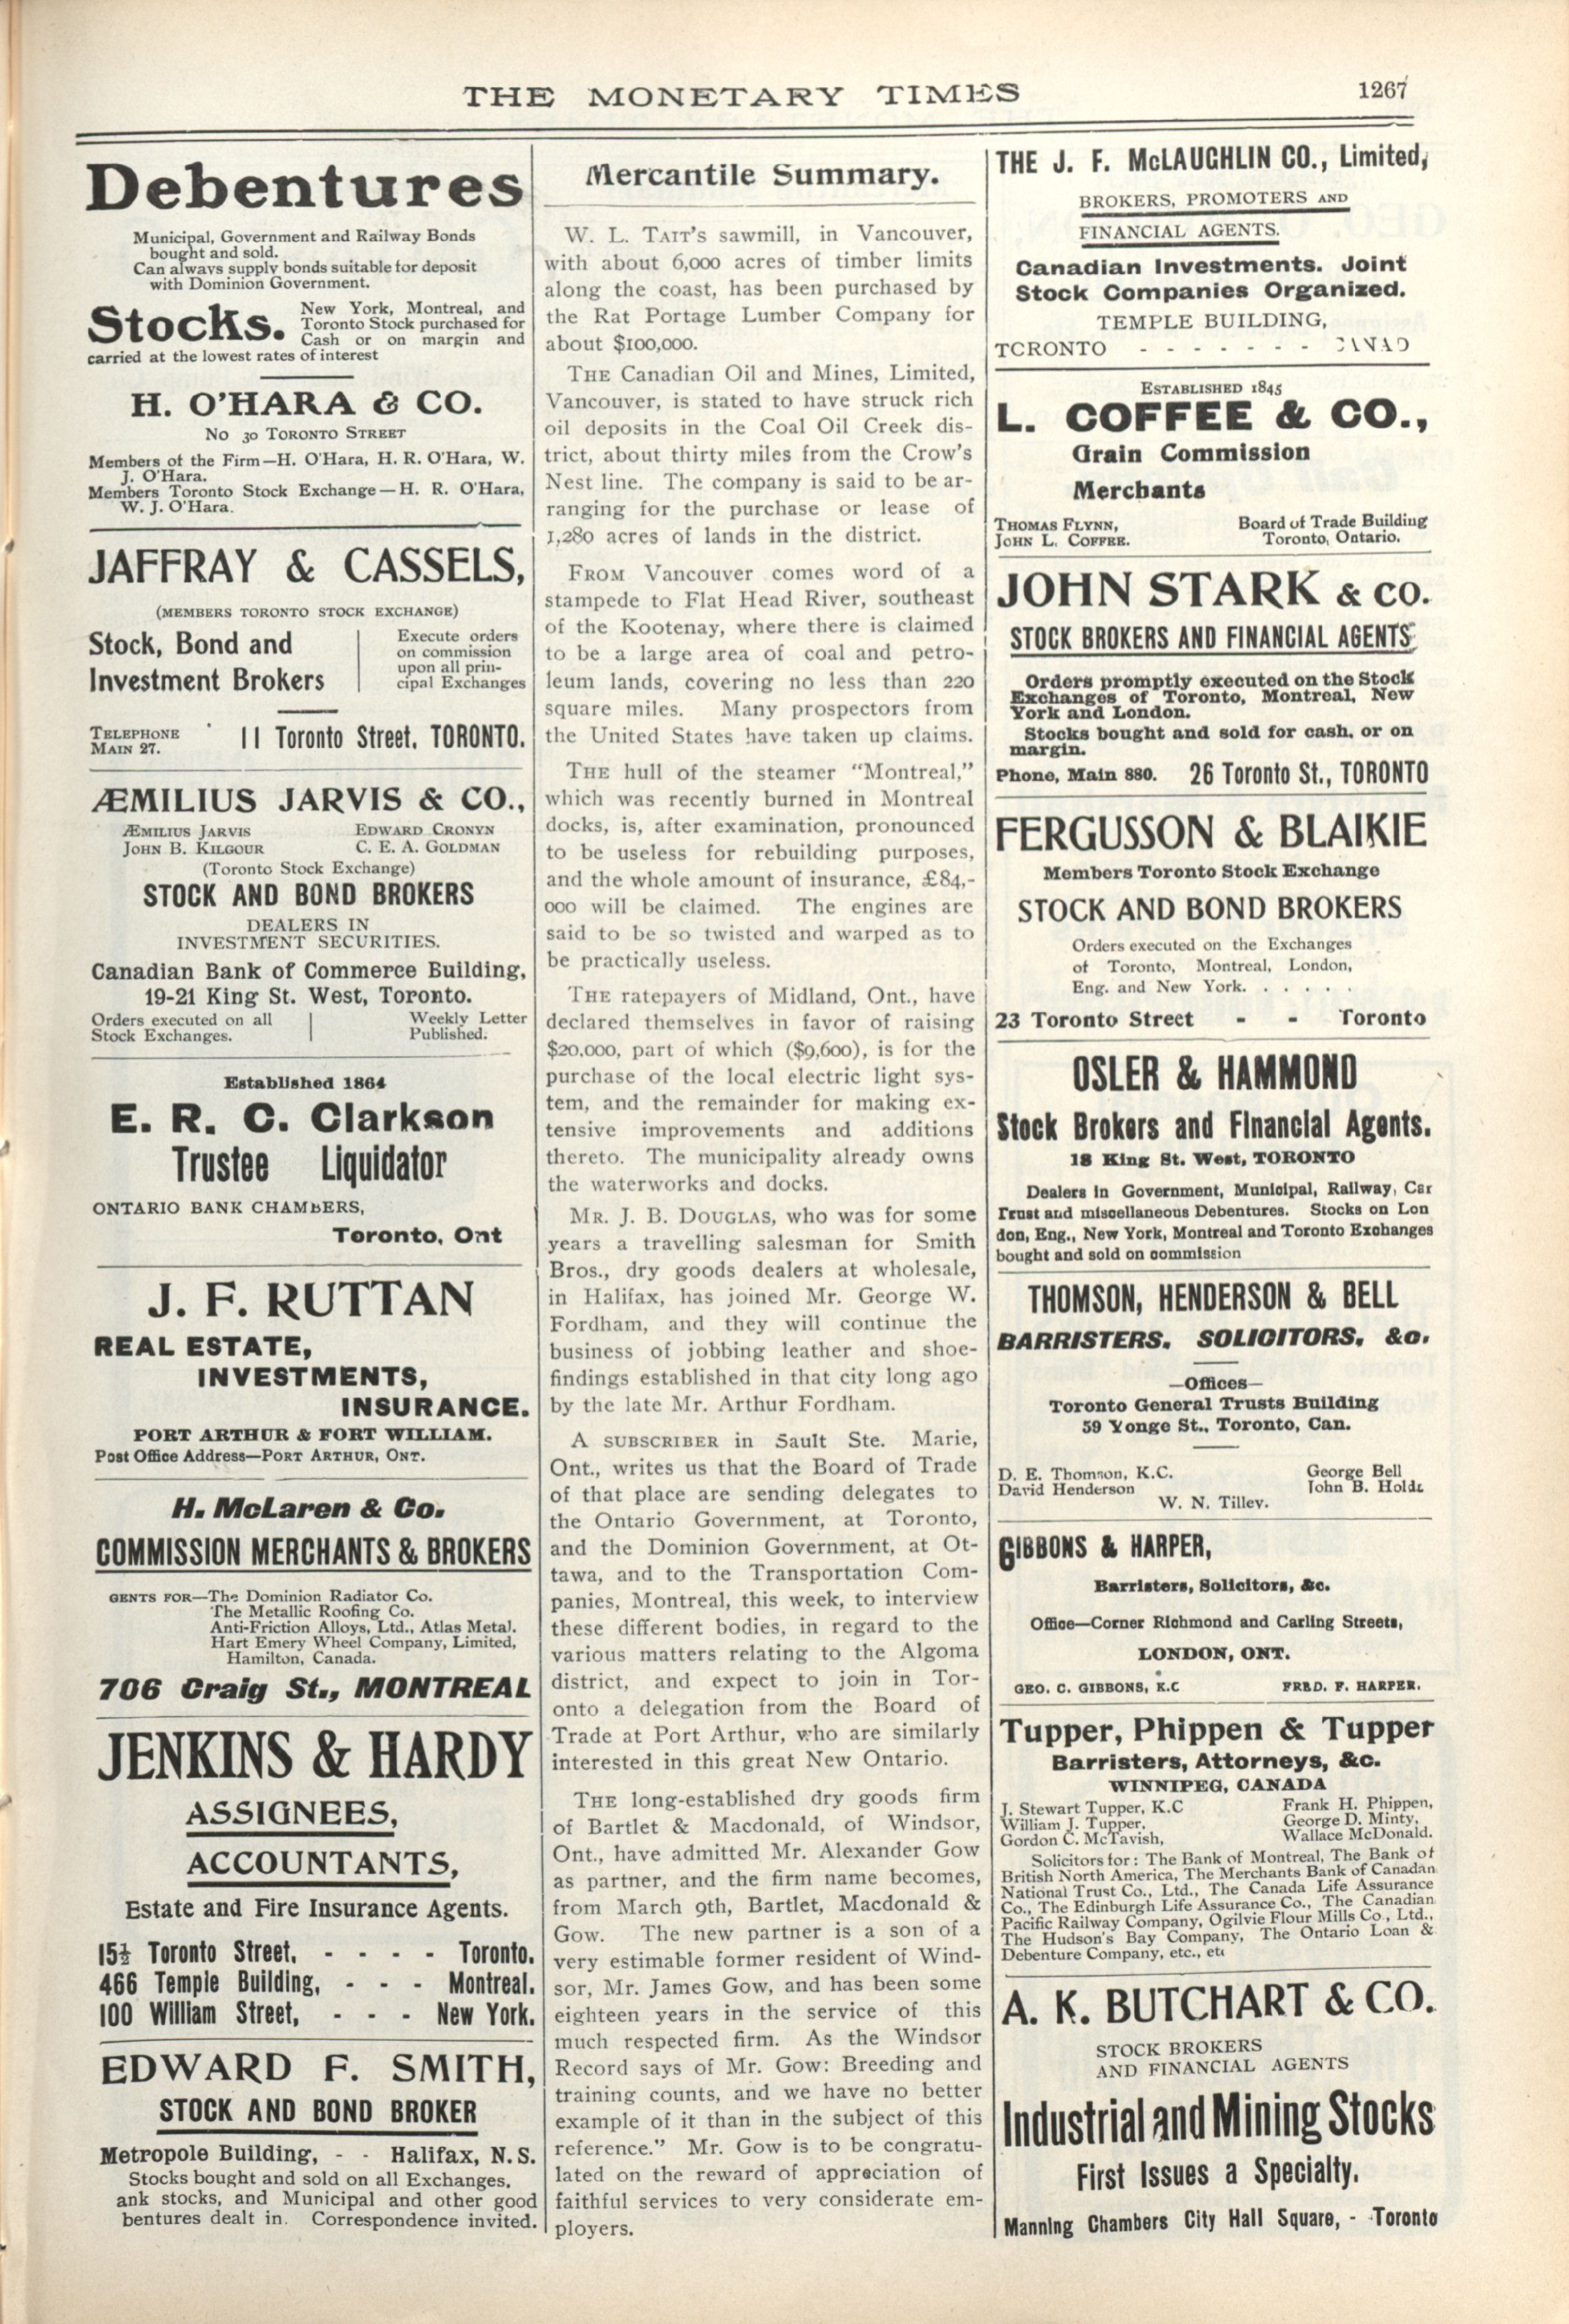 THE MONETARY TIMES
1267
Debentures
Municipal, Government and Railway Bonds
bought and sold.
Can always supply bonds suitable for deposit
with Dominion Government.
Stocks.
New York, Montreal, and
Toronto Stock purchased for
Cash or on margin and
carried at the lowest rates of interest
H. O'HARA & CO.
No 30 TORONTO STREET
Members of the Firm—H. O'Hara, H. R. O'Hara, W.
J. O'Hara.
Members Toronto Stock Exchange—H. R. O'Hara,
W. J. O'Hara.
JAFFRAY & CASSELS,
(MEMBERS TORONTO STOCK EXCHANGE)
Stock, Bond and
Investment Brokers
Execute orders
on commission
upon all prin-
cipal Exchanges
TELEPHONE
MAIN 27.
11 Toronto Street, TORONTO.
ÆMILIUS JARVIS & CO.,
ÆMILIUS JARVIS EDWARD CRONYN
JOHN B. KILGOUR C. E. A. GOLDMAN
(Toronto Stock Exchange)
STOCK AND BOND BROKERS
DEALERS IN
INVESTMENT SECURITIES.
Canadian Bank of Commerce Building,
19-21 King St. West, Toronto.
Orders executed on all
Stock Exchanges.
Weekly Letter
Published.
Established 1864
E. R. C. Clarkson
Trustee Liquidator
ONTARIO BANK CHAMBERS,
Toronto, Ont
J. F. RUTTAN
REAL ESTATE,
INVESTMENTS,
INSURANCE.
PORT ARTHUR & FORT WILLIAM.
Post Office Address—PORT ARTHUR, ONT.
H. McLaren & Co.
COMMISSION MERCHANTS & BROKERS
GENTS FOR—The Dominion Radiator Co.
The Metallic Roofing Co.
Anti-Friction Alloys, Ltd., Atlas Metal.
Hart Emery Wheel Company, Limited,
Hamilton, Canada.
706 Craig St., MONTREAL
JENKINS & HARDY
ASSIGNEES,
ACCOUNTANTS,
Estate and Fire Insurance Agents.
15½ Toronto Street, - - - - Toronto.
466 Temple Building, - - - Montreal.
100 William Street, - - - New York.
EDWARD F. SMITH,
STOCK AND BOND BROKER
Metropole Building, - - Halifax, N. S.
Stocks bought and sold on all Exchanges,
ank stocks, and Municipal and other good
bentures dealt in. Correspondence invited.
Mercantile Summary.
W. L. TAIT'S sawmill, in Vancouver,
with about 6,000 acres of timber limits
along the coast, has been purchased by
the Rat Portage Lumber Company for
about $100,000.
THE Canadian Oil and Mines, Limited,
Vancouver, is stated to have struck rich
oil deposits in the Coal Oil Creek dis-
trict, about thirty miles from the Crow's
Nest line. The company is said to be ar-
ranging for the purchase or lease of
1,280 acres of lands in the district.
FROM Vancouver comes word of a
stampede to Flat Head River, southeast
of the Kootenay, where there is claimed
to be a large area of coal and petro-
leum lands, covering no less than 220
square miles. Many prospectors from
the United States have taken up claims.
THE hull of the steamer "Montreal,"
which was recently burned in Montreal
docks, is, after examination, pronounced
to be useless for rebuilding purposes,
and the whole amount of insurance, £84,-
000 will be claimed. The engines are
said to be so twisted and warped as to
be practically useless.
THE ratepayers of Midland, Ont., have
declared themselves in favor of raising
$20,000, part of which ($9,600), is for the
purchase of the local electric light sys-
tem, and the remainder for making ex-
tensive improvements and additions
thereto. The municipality already owns
the waterworks and docks.
MR. J. B. DOUGLAS, who was for some
years a travelling salesman for Smith
Bros., dry goods dealers at wholesale,
in Halifax, has joined Mr. George W.
Fordham, and they will continue the
business of jobbing leather and shoe-
findings established in that city long ago
by the late Mr. Arthur Fordham.
A SUBSCRIBER in Sault Ste. Marie,
Ont., writes us that the Board of Trade
of that place are sending delegates to
the Ontario Government, at Toronto,
and the Dominion Government, at Ot-
tawa, and to the Transportation Com-
panies, Montreal, this week, to interview
these different bodies, in regard to the
various matters relating to the Algoma
district, and expect to join in Tor-
onto a delegation from the Board of
Trade at Port Arthur, who are similarly
interested in this great New Ontario.
THE long-established dry goods firm
of Bartlet & Macdonald, of Windsor,
Ont., have admitted Mr. Alexander Gow
as partner, and the firm name becomes,
from March 9th, Bartlet, Macdonald &
Gow. The new partner is a son of a
very estimable former resident of Wind-
sor, Mr. James Gow, and has been some
eighteen years in the service of this
much respected firm. As the Windsor
Record says of Mr. Gow: Breeding and
training counts, and we have no better
example of it than in the subject of this
reference." Mr. Gow is to be congratu-
lated on the reward of appreciation of
faithful services to very considerate em-
ployers.
THE J. F. McLAUGHLIN CO., Limited,
BROKERS, PROMOTERS AND
FINANCIAL AGENTS.
Canadian Investments. Joint
Stock Companies Organized.
TEMPLE BUILDING,
TORONTO - - - - - - - CANAD
ESTABLISHED 1845
L. COFFEE & CO.,
Grain Commission
Merchants
THOMAS FLYNN,
JOHN L. COFFEE.
Board of Trade Building
Toronto, Ontario.
JOHN STARK & CO.
STOCK BROKERS AND FINANCIAL AGENTS
Orders promptly executed on the Stock
Exchanges of Toronto, Montreal, New
York and London.
Stocks bought and sold for cash, or on
margin.
Phone, Main 880. 26 Toronto St., TORONTO
FERGUSSON & BLAIKIE
Members Toronto Stock Exchange
STOCK AND BOND BROKERS
Orders executed on the Exchanges
of Toronto, Montreal, London,
Eng. and New York. . . . . .
23 Toronto Street - - Toronto
OSLER & HAMMOND
Stock Brokers and Financial Agents.
18 King St. West, TORONTO
Dealers in Government, Municipal, Railway, Car
Trust and miscellaneous Debentures. Stocks on Lon
don, Eng., New York, Montreal and Toronto Exchanges
bought and sold on commission
THOMSON, HENDERSON & BELL
BARRISTERS, SOLICITORS, &c.
—Offices—
Toronto General Trusts Building
59 Yonge St., Toronto, Can.
D. E. Thomson, K.C. George Bell
David Henderson John B. Holde
W. N. Tilley.
GIBBONS & HARPER,
Barristers, Solicitors, &c.
Office—Corner Richmond and Carling Streets,
LONDON, ONT.
GEO. C. GIBBONS, K.C FRED. F. HARPER.
Tupper, Phippen & Tupper
Barristers, Attorneys, &c.
WINNIPEG, CANADA
J. Stewart Tupper, K.C Frank H. Phippen,
William J. Tupper, George D. Minty,
Gordon C. McTavish, Wallace McDonald.
Solicitors for: The Bank of Montreal, The Bank of
British North America, The Merchants Bank of Canadan
National Trust Co., Ltd., The Canada Life Assurance
Co., The Edinburgh Life Assurance Co., The Canadian
Pacific Railway Company, Ogilvie Flour Mills Co., Ltd.,
The Hudson's Bay Company, The Ontario Loan &
Debenture Company, etc., etc
A. K. BUTCHART & CO.
STOCK BROKERS
AND FINANCIAL AGENTS
Industrial and Mining Stocks
First Issues a Specialty.
Manning Chambers City Hall Square, - Toronto